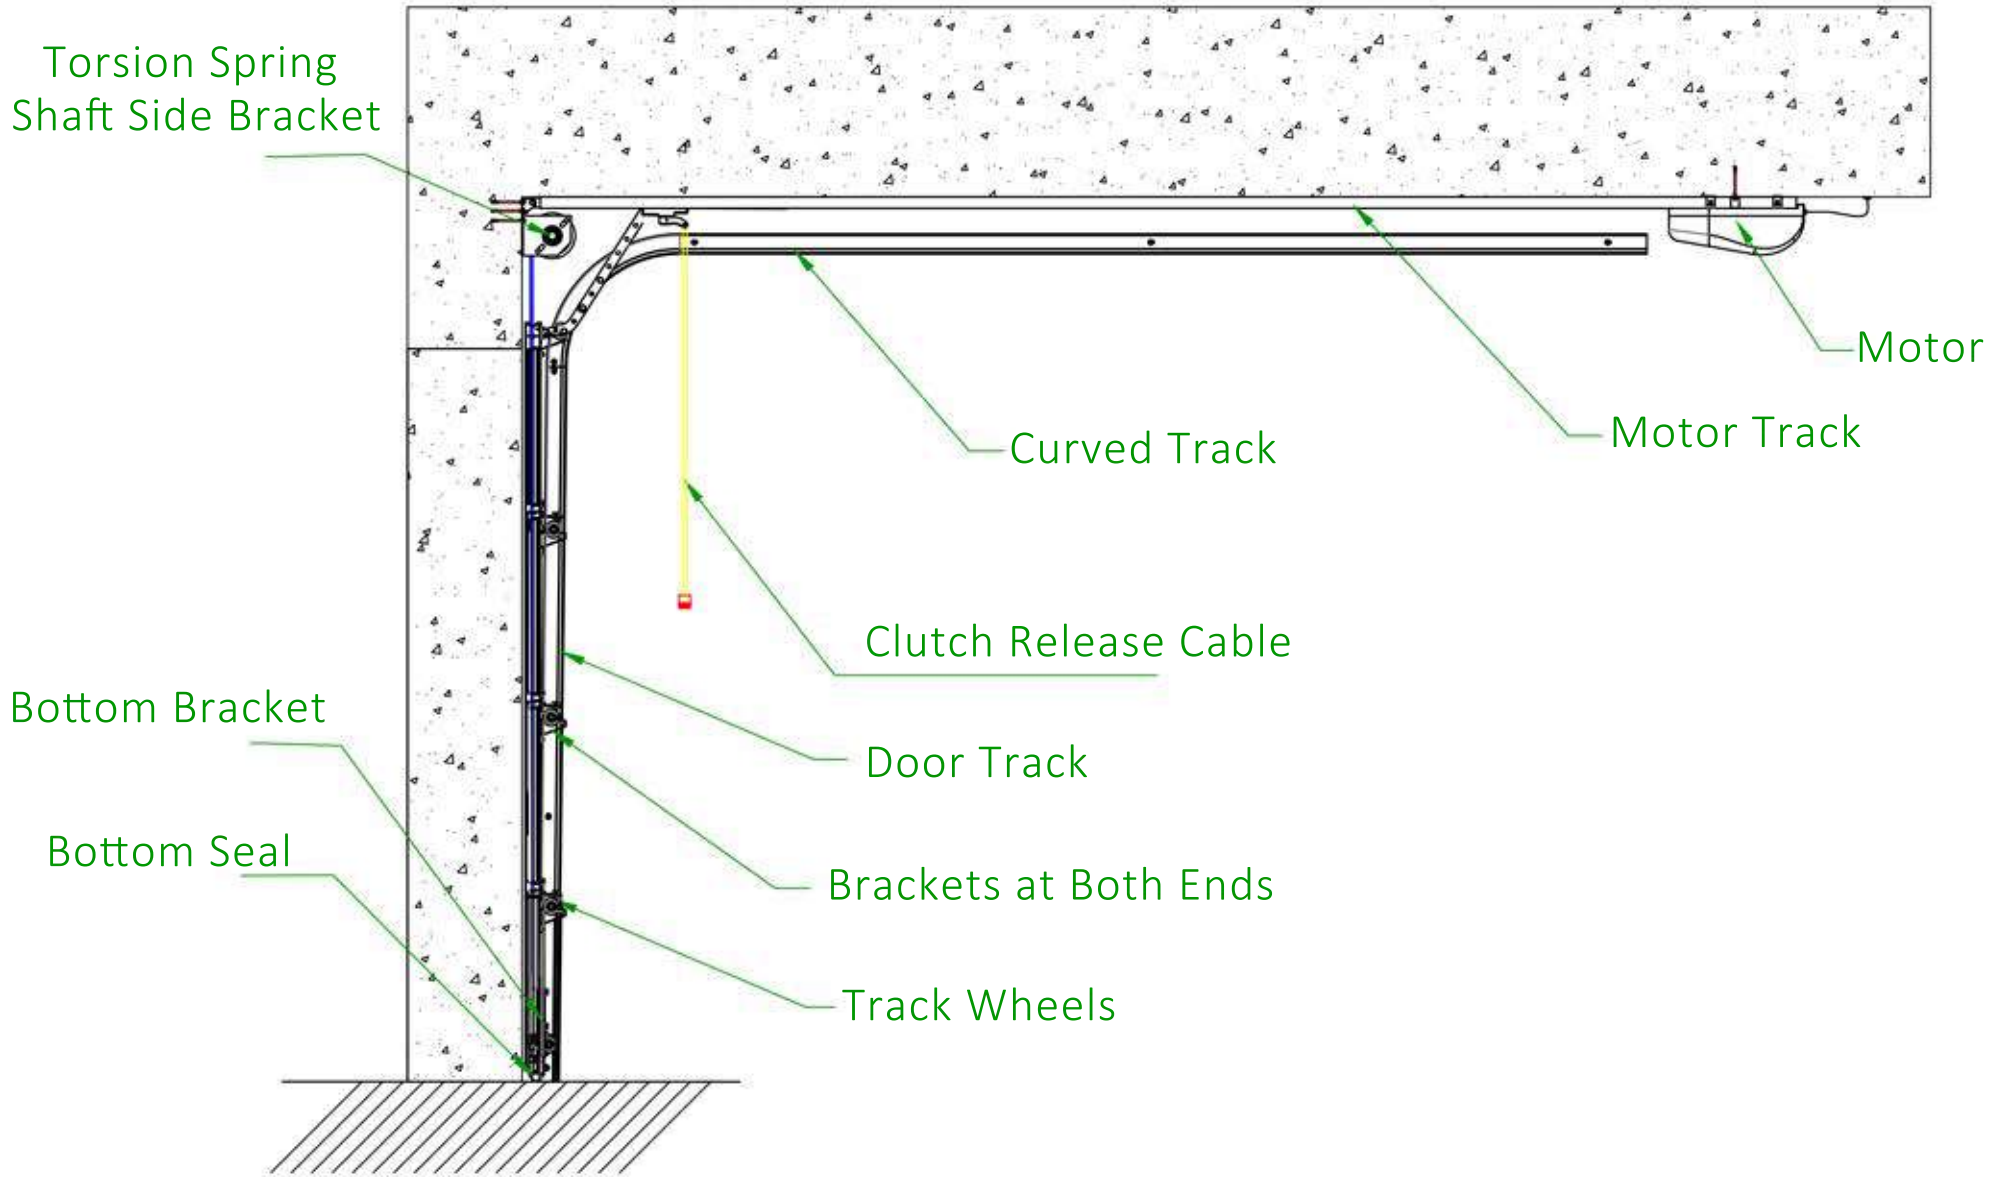 Torsion Spring
Shaft Side Bracket
Motor
Motor Track
Curved Track
Clutch Release Cable
Bottom Bracket
Door Track
Bottom Seal
Brackets at Both Ends
Track Wheels